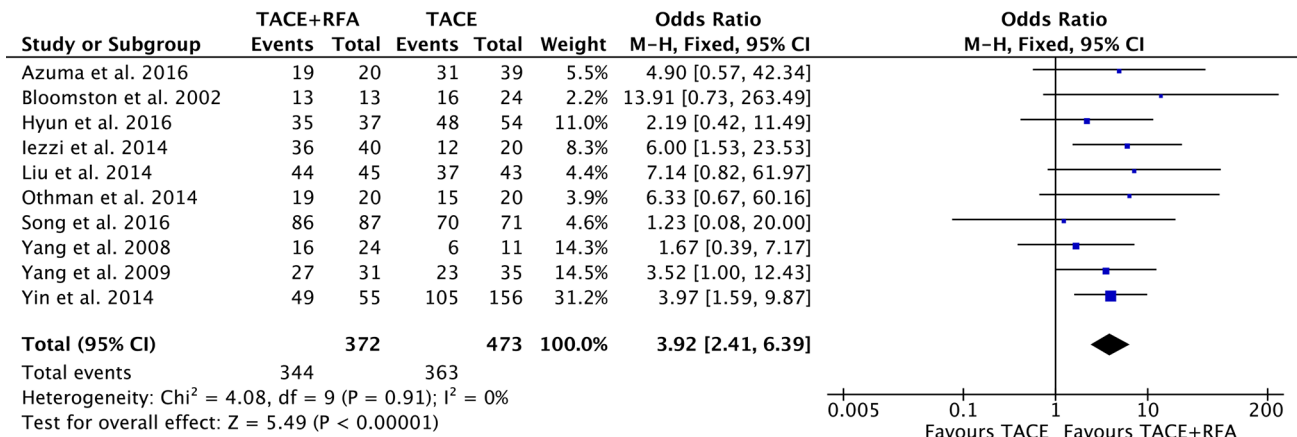 TACE+RFA TACE Odds Ratio Odds Ratio
Study or Subgroup Events Total Events Total Weight M-H, Fixed, 95% CI M-H, Fixed, 95% CI
Azuma et al. 2016 19 20 31 39 5.5% 4.90 [0.57, 42.34]
Bloomston et al. 2002 13 13 16 24 2.2% 13.91 [0.73, 263.49]
Hyun et al. 2016 35 37 48 54 11.0% 2.19 [0.42, 11.49]
Iezzi et al. 2014 36 40 12 20 8.3% 6.00 [1.53, 23.53]
Liu et al. 2014 44 45 37 43 4.4% 7.14 [0.82, 61.97]
Othman et al. 2014 19 20 15 20 3.9% 6.33 [0.67, 60.16]
Song et al. 2016 86 87 70 71 4.6% 1.23 [0.08, 20.00]
Yang et al. 2008 16 24 6 11 14.3% 1.67 [0.39, 7.17]
Yang et al. 2009 27 31 23 35 14.5% 3.52 [1.00, 12.43]
Yin et al. 2014 49 55 105 156 31.2% 3.97 [1.59, 9.87]
Total (95% CI) 372 473 100.0% 3.92 [2.41, 6.39]
Total events 344 363
Heterogeneity: Chi² = 4.08, df = 9 (P = 0.91); I² = 0%
Test for overall effect: Z = 5.49 (P < 0.00001)
0.005 0.1 1 10 200
Favours TACE Favours TACE+RFA